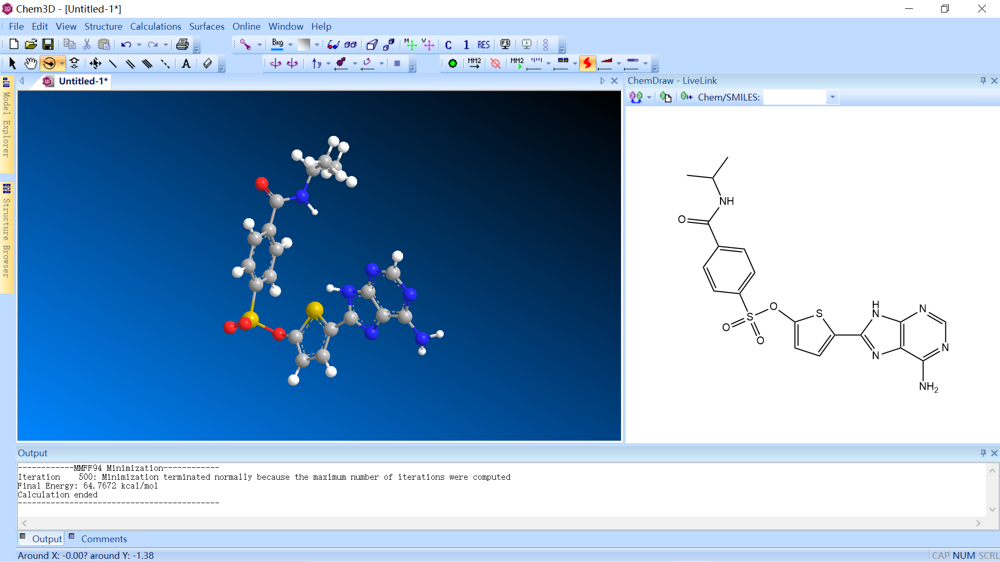 Chem3D - [Untitled-1*]
File Edit View Structure Calculations Surfaces Online Window Help
Bkg M V C 1 RES F5
A y MM2 MM2
Model Explorer
Structure Browser
3D Untitled-1*
ChemDraw - LiveLink
Chem/SMILES:
NH
O
H
N
N
O
S
S
O
O
N
N
NH2
Output
------------MMFF94 Minimization------------
Iteration 500: Minimization terminated normally because the maximum number of iterations were computed
Final Energy: 64.7672 kcal/mol
Calculation ended
-------------------------------------------
Output Comments
Around X: -0.00? around Y: -1.38
CAP NUM SCRL